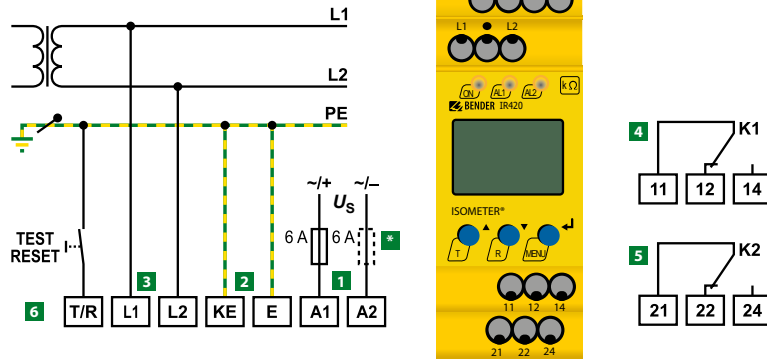 L1
L2
PE
~/+ ~/–
US
6 A 6 A *
TEST
RESET
3 2 1
6 T/R L1 L2 KE E A1 A2
L1 L2
ON AL1 AL2 kΩ
BENDER IR420
ISOMETER®
T R MENU
11 12 14
21 22 24
4 K1
11 12 14
5 K2
21 22 24